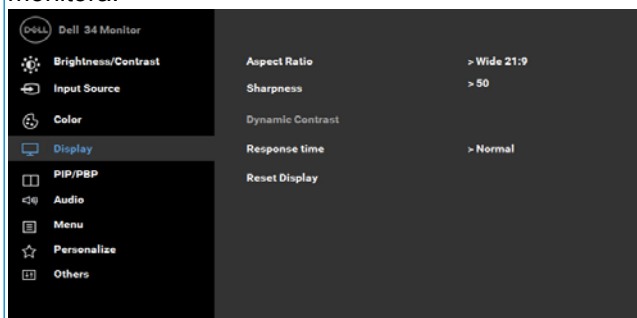 DELL Dell 34 Monitor
Brightness/Contrast Aspect Ratio > Wide 21:9
Input Source Sharpness > 50
Color Dynamic Contrast
Display Response time > Normal
PIP/PBP Reset Display
Audio
Menu
Personalize
Others